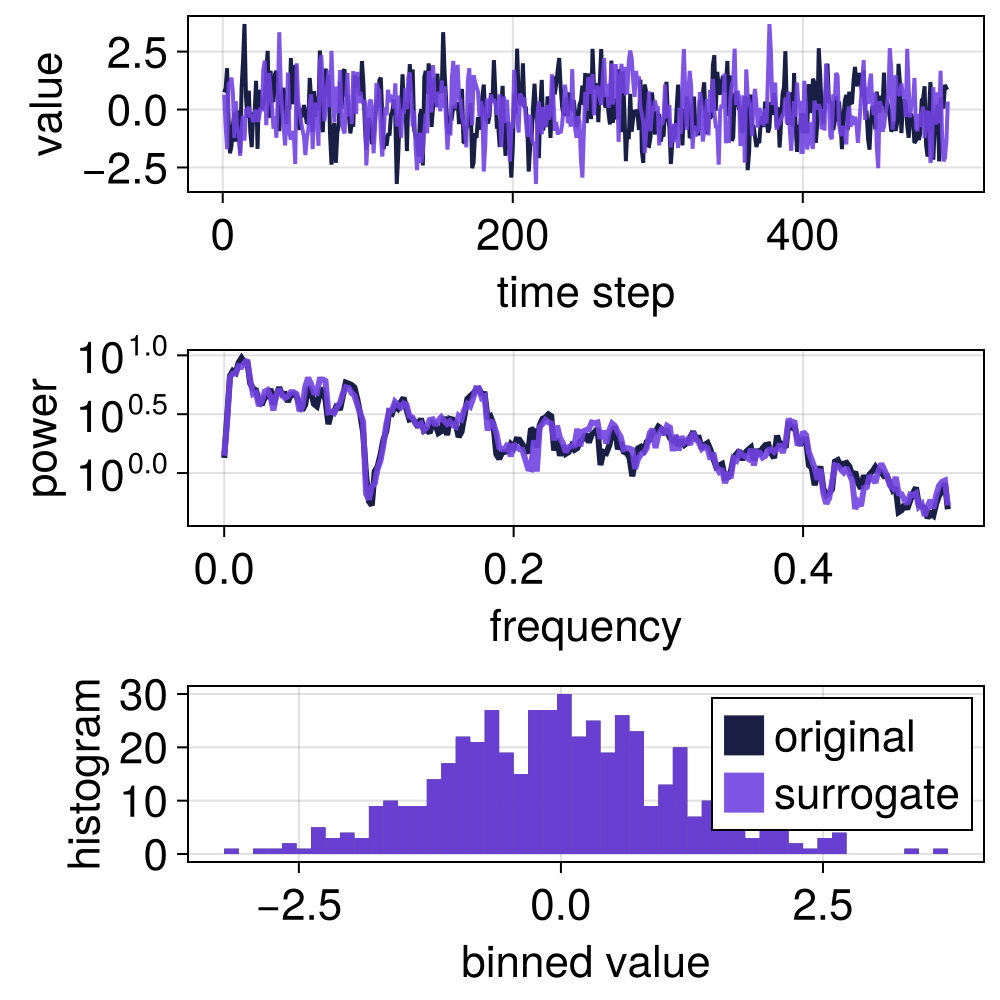 value
2.5
0.0
−2.5
0 200 400
time step
power
10^1.0
10^0.5
10^0.0
0.0 0.2 0.4
frequency
histogram
30
20
10
0
original
surrogate
−2.5 0.0 2.5
binned value